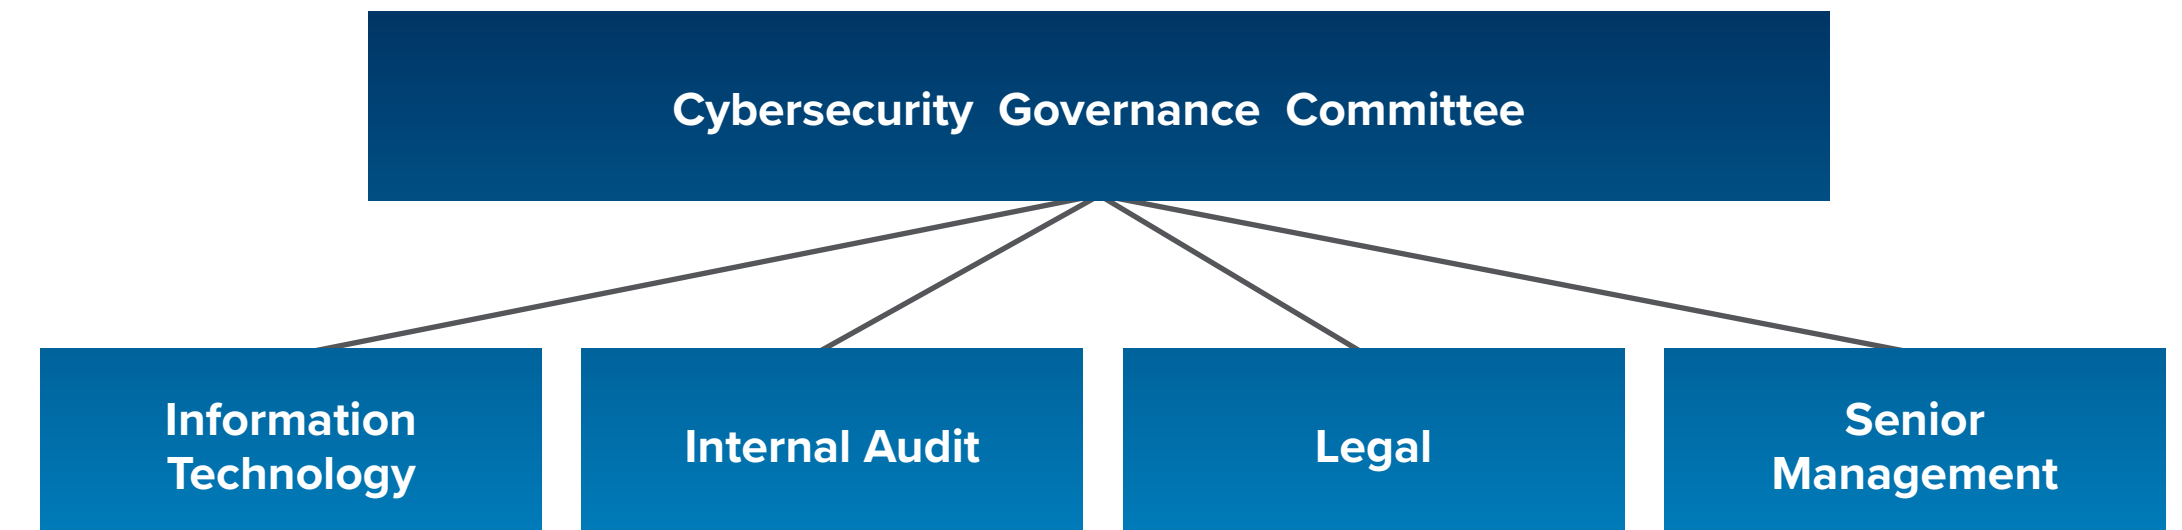 Cybersecurity Governance Committee
Information
Technology
Internal Audit
Legal
Senior
Management